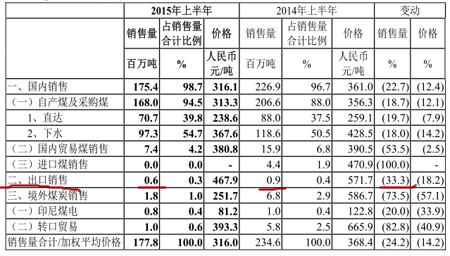 2015年上半年 2014年上半年 变动
销售量 占销售量合计比例 价格 销售量 占销售量合计比例 价格 销售量 价格
百万吨 % 人民币元/吨 百万吨 % 人民币元/吨 % %
一、国内销售 175.4 98.7 316.1 226.9 96.7 361.0 (22.7) (12.4)
（一）自产煤及采购煤 168.0 94.5 313.3 206.6 88.0 356.3 (18.7) (12.1)
1、直达 70.7 39.8 238.6 88.0 37.5 259.1 (19.7) (7.9)
2、下水 97.3 54.7 367.6 118.6 50.5 428.5 (18.0) (14.2)
（二）国内贸易煤销售 7.4 4.2 380.8 15.9 6.8 390.5 (53.5) (2.5)
（三）进口煤销售 0.0 0.0 - 4.4 1.9 470.9 (100.0)
二、出口销售 0.6 0.3 467.9 0.9 0.4 571.7 (33.3) (18.2)
三、境外煤炭销售 1.8 1.0 251.7 6.8 2.9 586.7 (73.5) (57.1)
（一）印尼煤电 0.8 0.4 81.2 1.0 0.4 122.8 (20.0) (33.9)
（二）转口贸易 1.0 0.6 393.3 5.8 2.5 665.9 (82.8) (40.9)
销售量合计/加权平均价格 177.8 100.0 316.0 234.6 100.0 368.4 (24.2) (14.2)